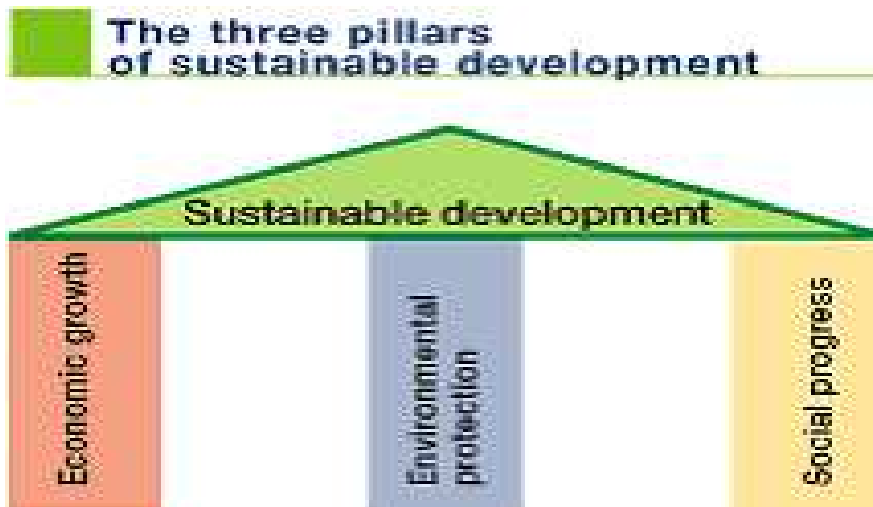 The three pillars
of sustainable development
Sustainable development
Economic growth
Environmental
protection
Social progress